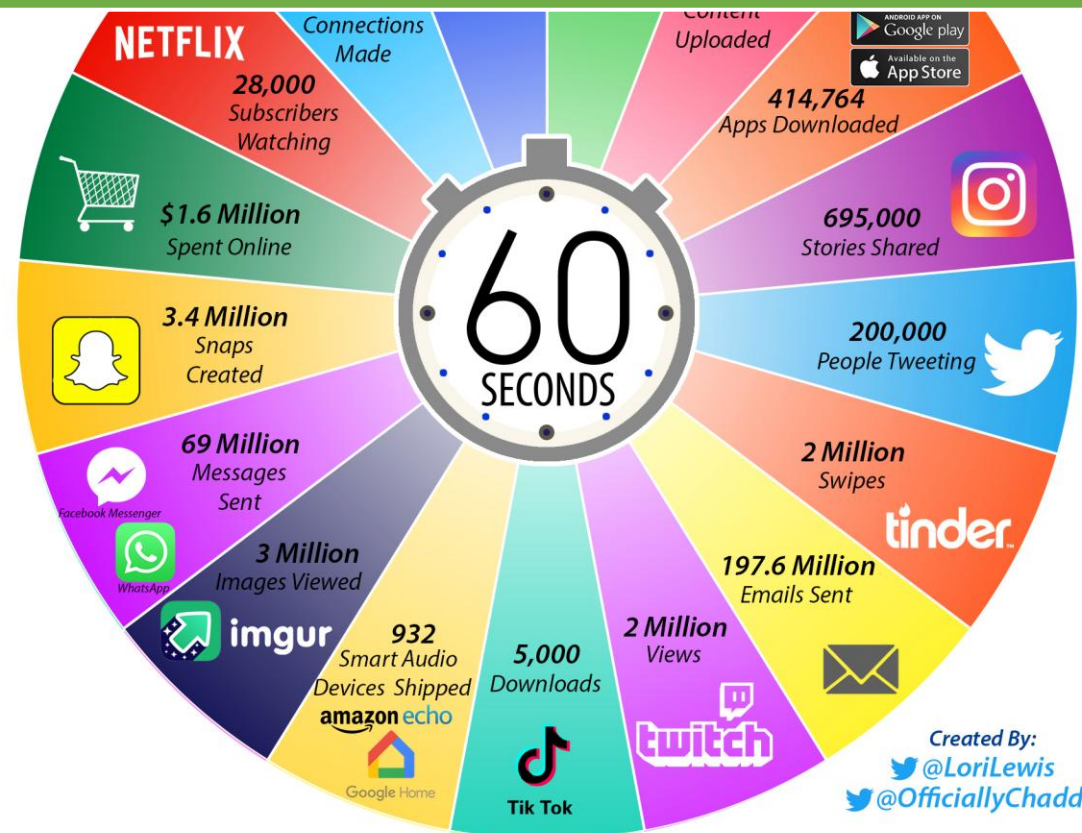 NETFLIX
28,000
Subscribers
Watching
Connections
Made
Content
Uploaded
ANDROID APP ON
Google play
Available on the
App Store
414,764
Apps Downloaded
695,000
Stories Shared
200,000
People Tweeting
2 Million
Swipes
tinder
197.6 Million
Emails Sent
2 Million
Views
twitch
5,000
Downloads
Tik Tok
932
Smart Audio
Devices Shipped
amazon echo
Google Home
3 Million
Images Viewed
imgur
69 Million
Messages
Sent
Facebook Messenger
WhatsApp
3.4 Million
Snaps
Created
$1.6 Million
Spent Online
60
SECONDS
Created By:
@LoriLewis
@OfficiallyChadd